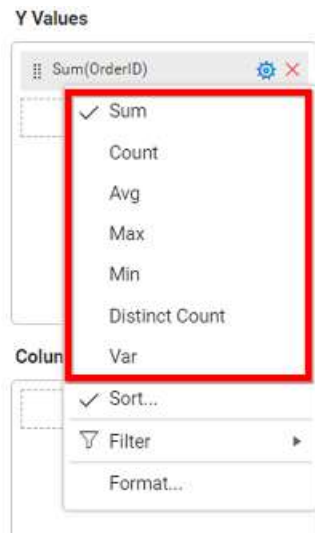 Y Values
Sum(OrderID)
Sum
Count
Avg
Max
Min
Distinct Count
Colun
Var
Sort...
Filter
Format...